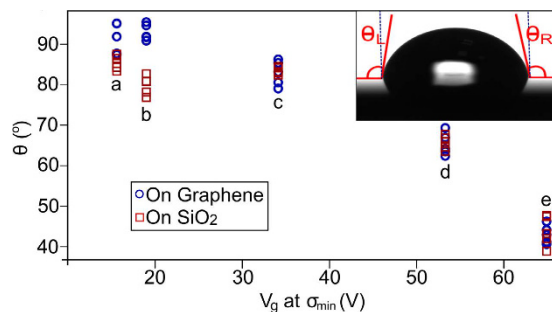 90
80
70
60
50
40
θ (º)
a
b
c
d
e
θL
θR
On Graphene
On SiO2
10
20
30
40
50
60
Vg at σmin (V)